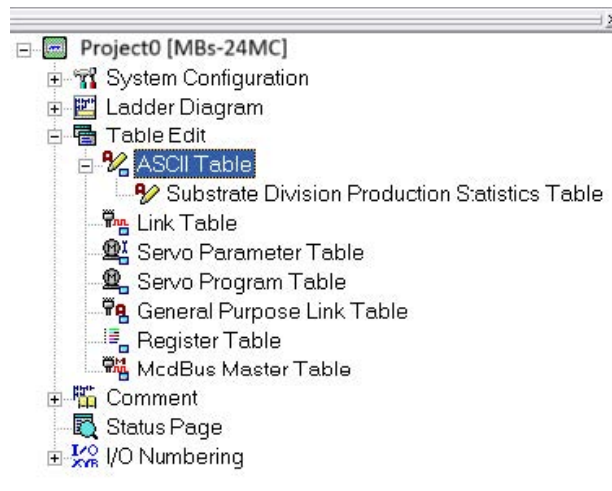 Project0 [MBs-24MC]
System Configuration
Ladder Diagram
Table Edit
ASCII Table
Substrate Division Production Statistics Table
Link Table
Servo Parameter Table
Servo Program Table
General Purpose Link Table
Register Table
McdBus Master Table
Comment
Status Page
I/O Numbering